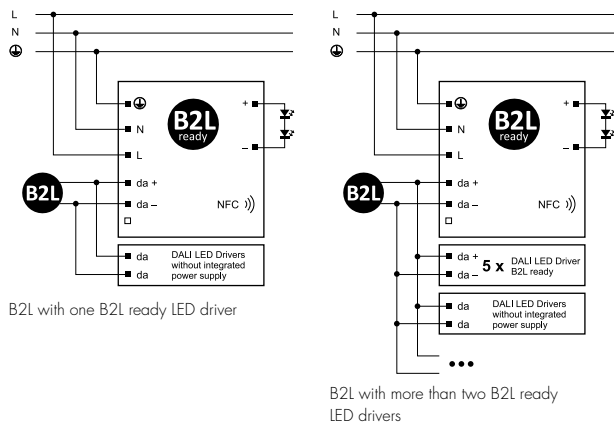 L
N
B2L
ready
+
N
L
–
B2L
da +
da –
NFC
da
da
DALI LED Drivers
without integrated
power supply
B2L with one B2L ready LED driver
L
N
B2L
ready
+
N
L
–
B2L
da +
da –
NFC
da +
da –
5 x
DALI LED Driver
B2L ready
da
da
DALI LED Drivers
without integrated
power supply
•••
B2L with more than two B2L ready
LED drivers